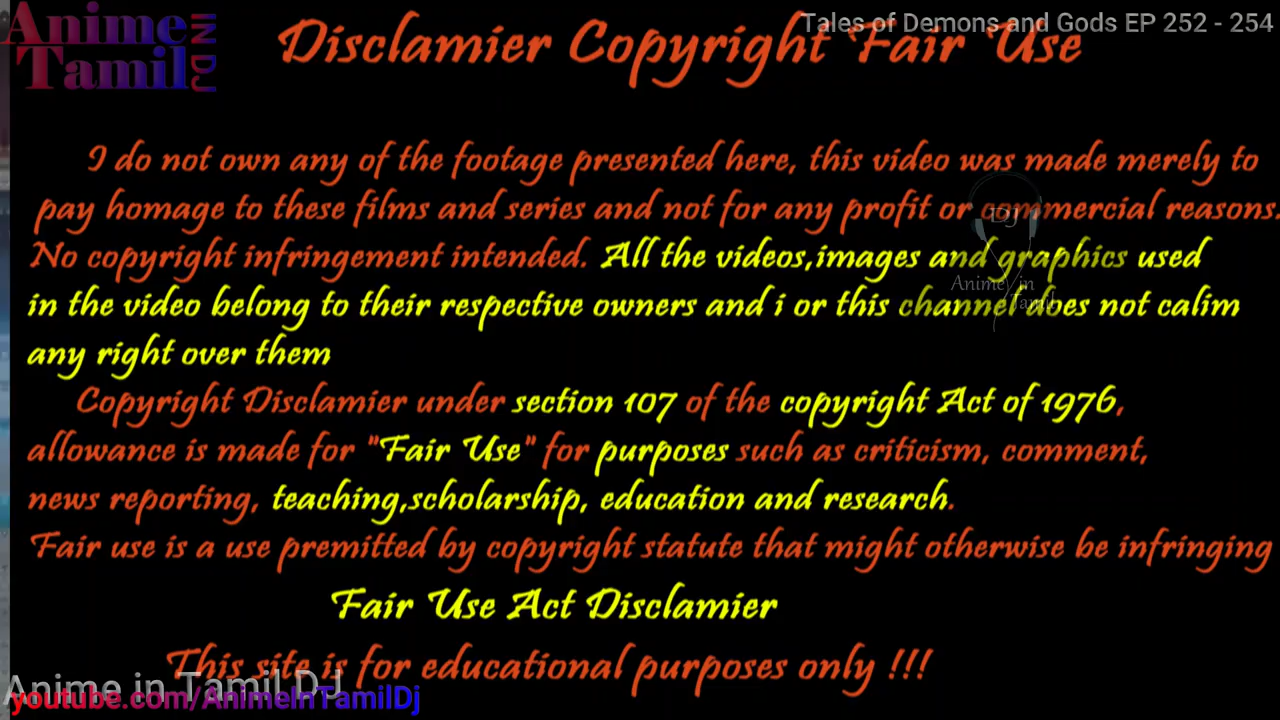 Anime
Tamil
IN DJ
Tales of Demons and Gods EP 252 - 254
Disclamier Copyright Fair Use
I do not own any of the footage presented here, this video was made merely to
pay homage to these films and series and not for any profit or commercial reasons.
No copyright infringement intended. All the videos,images and graphics used
in the video belong to their respective owners and i or this channel does not calim
any right over them
DJ
Anime in
Tamil
Copyright Disclamier under section 107 of the copyright Act of 1976,
allowance is made for "Fair Use" for purposes such as criticism, comment,
news reporting, teaching,scholarship, education and research.
Fair use is a use premitted by copyright statute that might otherwise be infringing
Fair Use Act Disclamier
This site is for educational purposes only !!!
Anime in Tamil DJ
youtube.com/AnimeInTamilDj